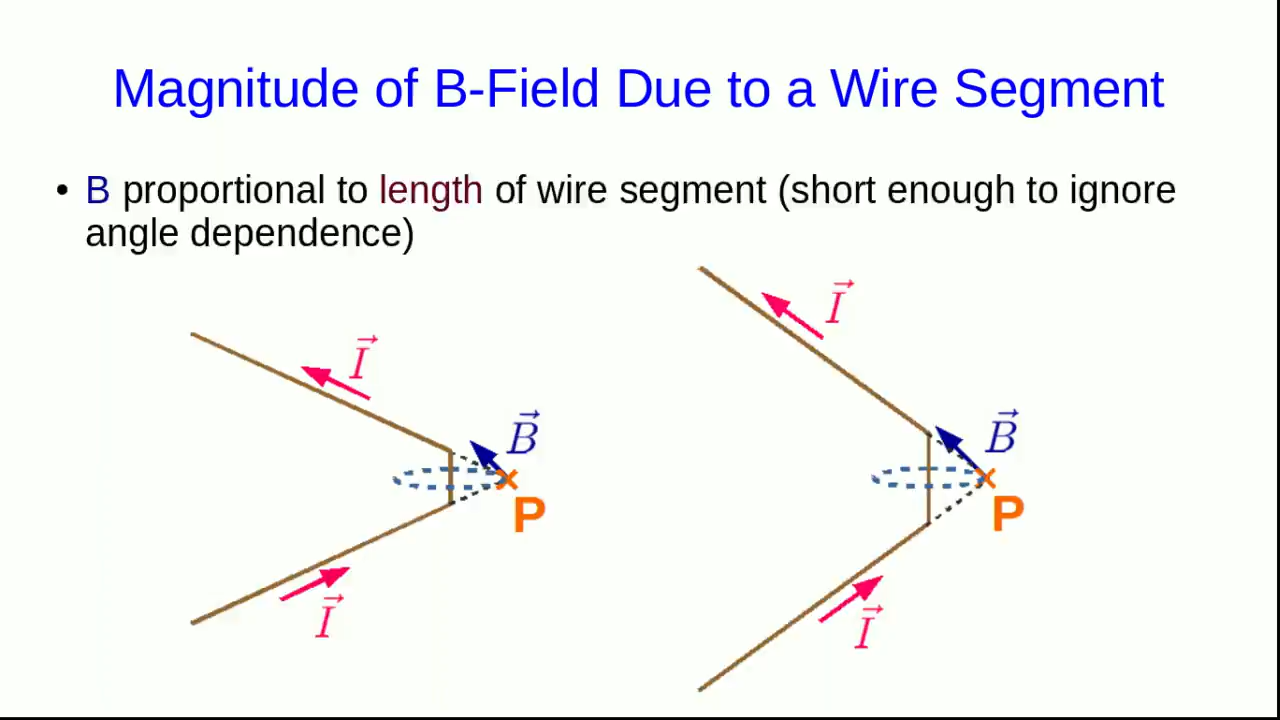 Magnitude of B-Field Due to a Wire Segment
• B proportional to length of wire segment (short enough to ignore
angle dependence)
I⃗
B⃗
P
I⃗
I⃗
B⃗
P
I⃗